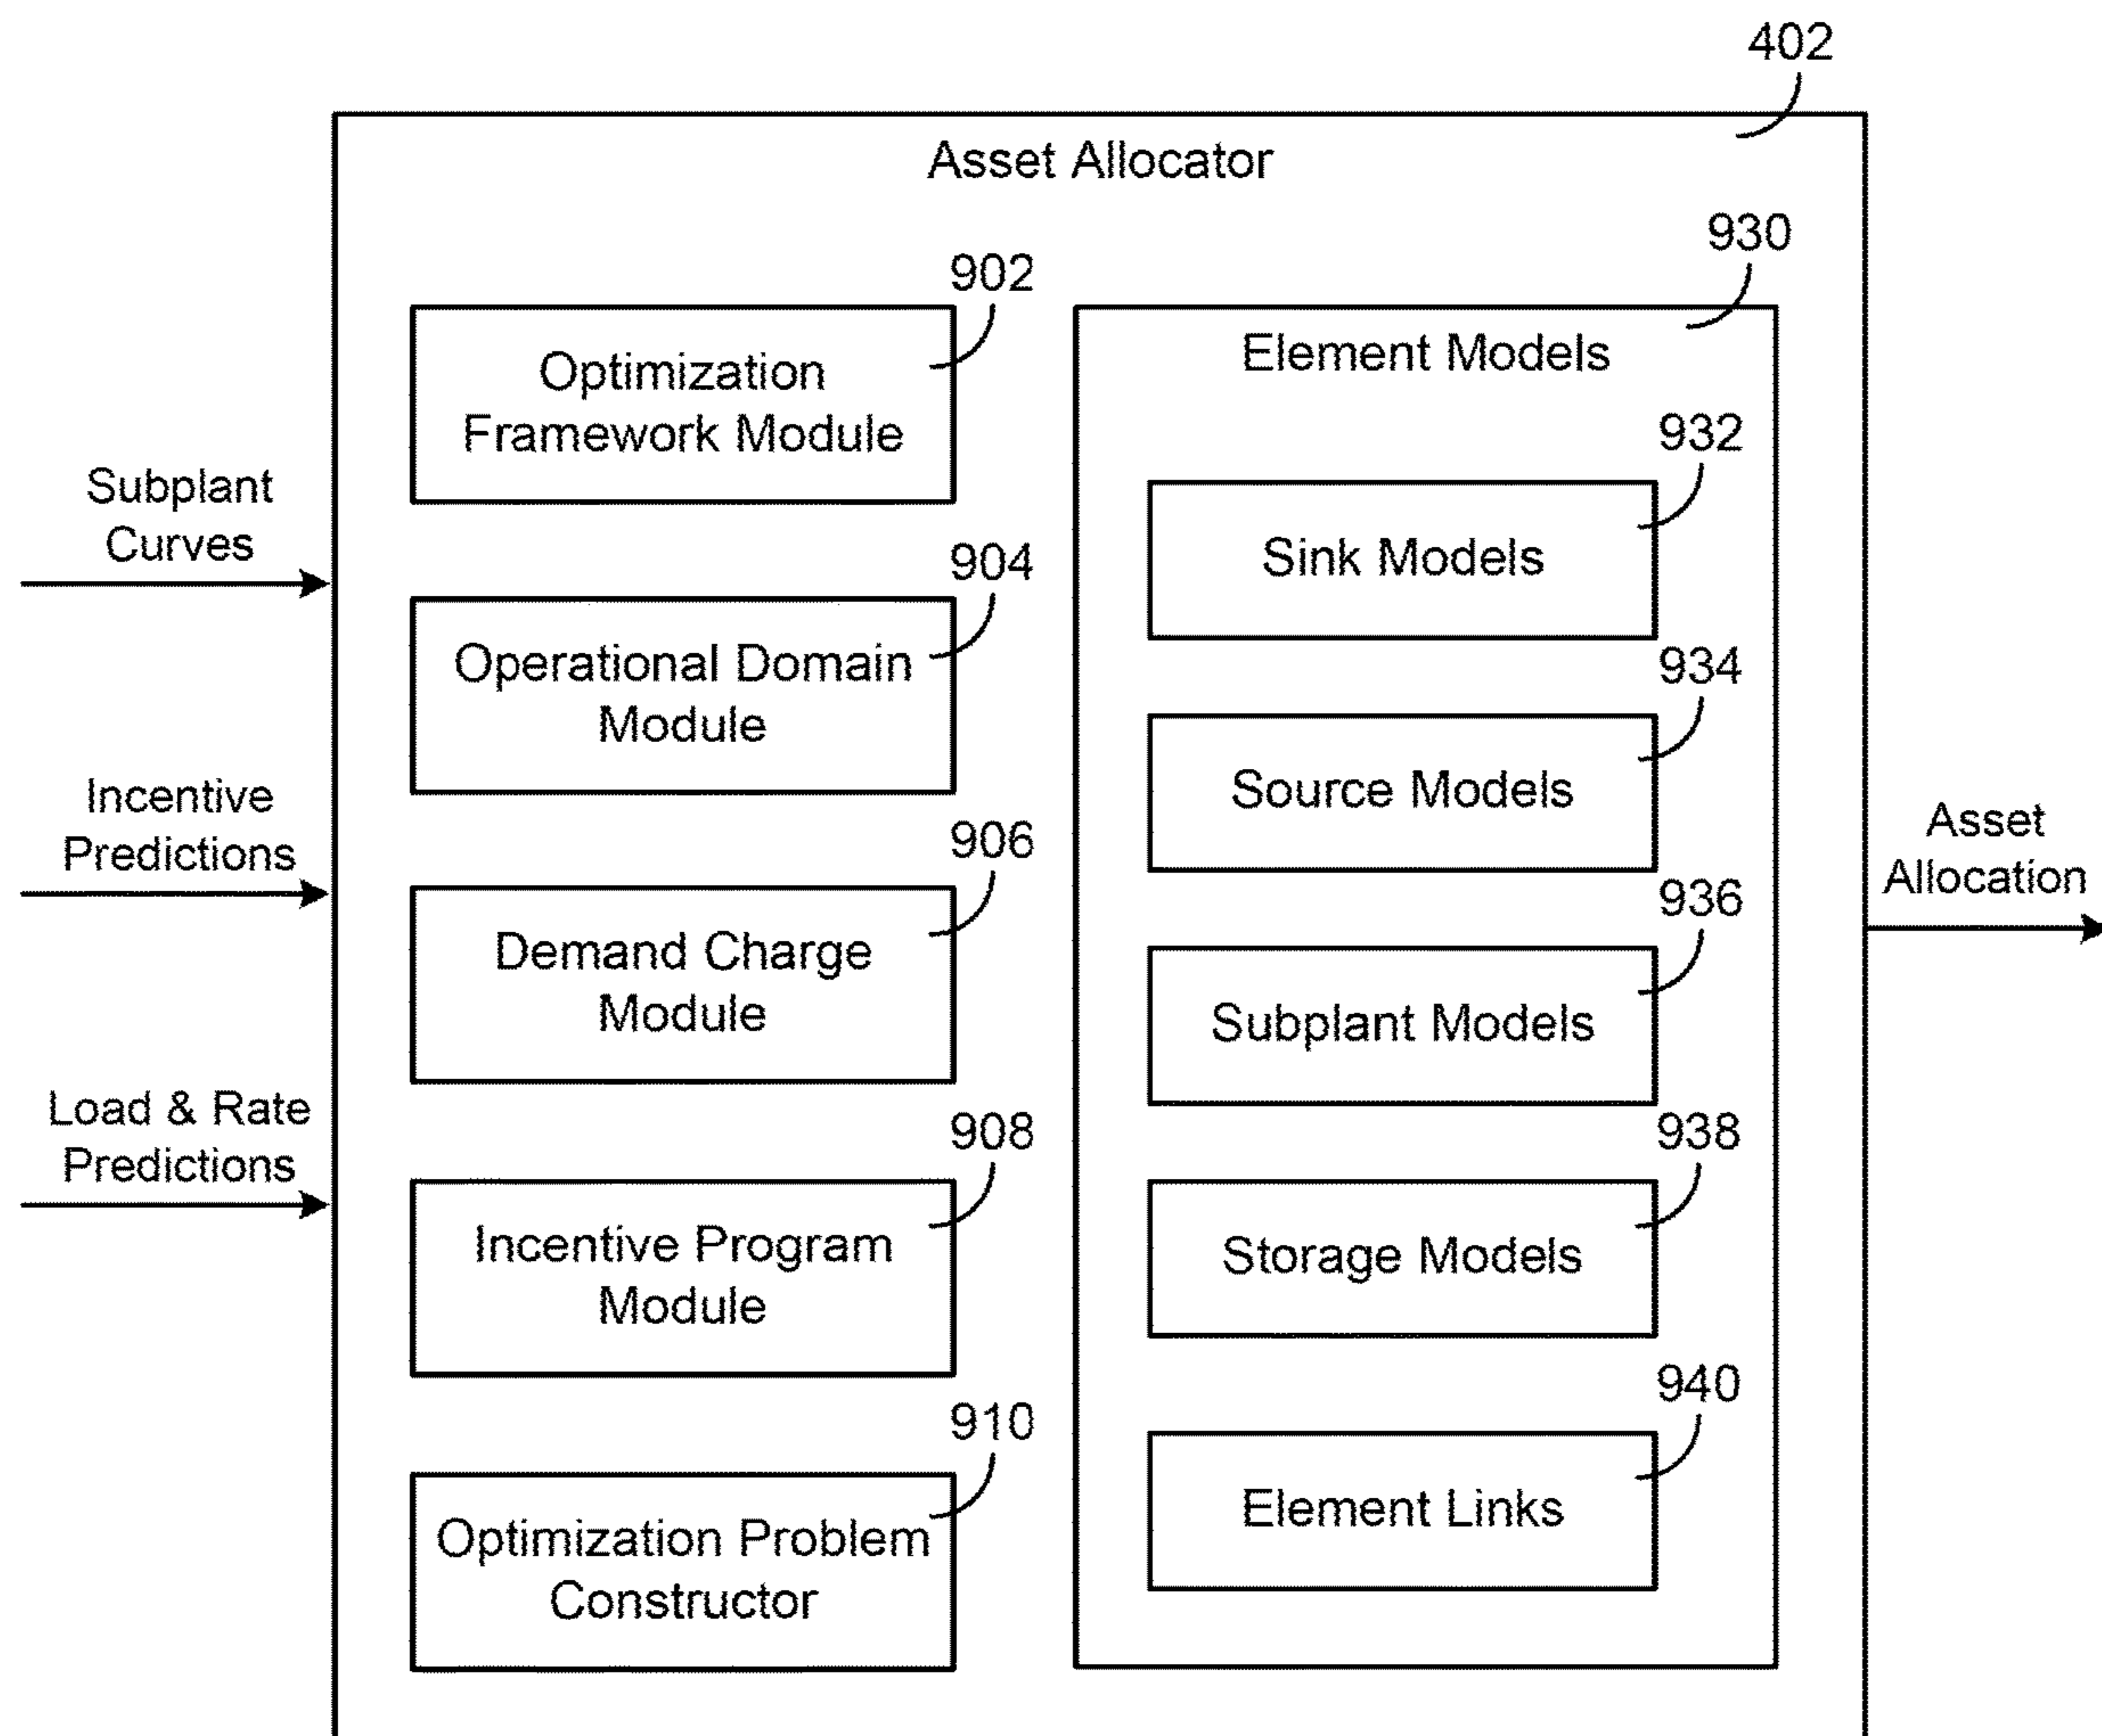 402
Asset Allocator
930
902
Optimization
Framework Module
Element Models
932
Sink Models
Subplant
Curves
904
Operational Domain
Module
934
Source Models
Incentive
Predictions
906
Demand Charge
Module
936
Subplant Models
Asset
Allocation
Load & Rate
Predictions
908
Incentive Program
Module
938
Storage Models
910
Optimization Problem
Constructor
940
Element Links